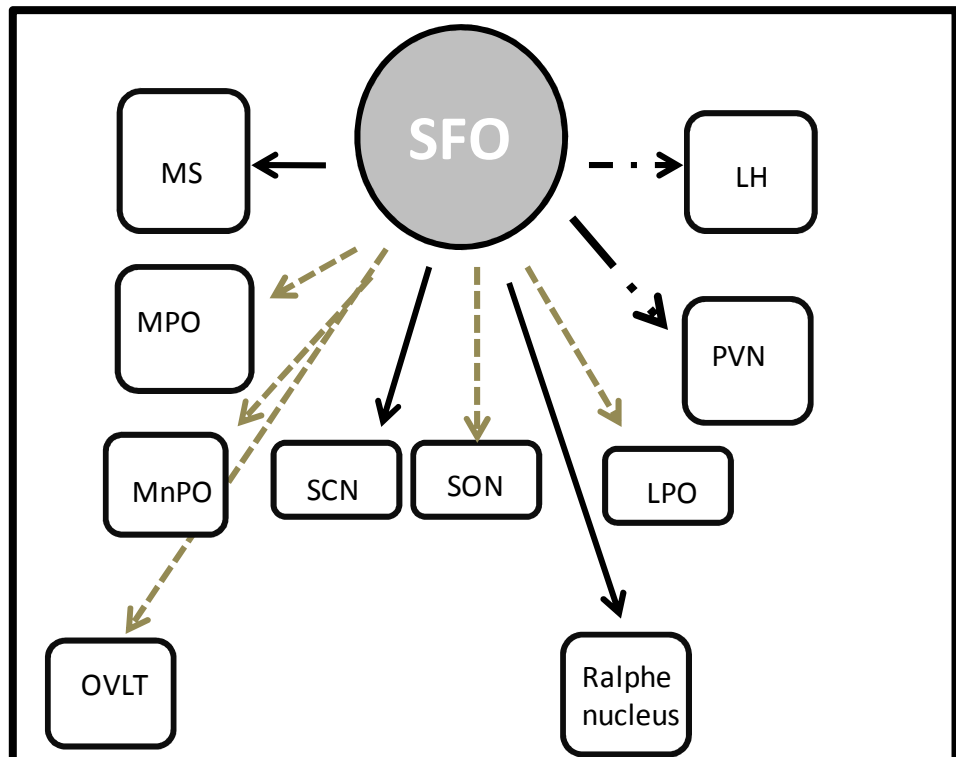 SFO
MS
LH
MPO
PVN
MnPO
SCN
SON
LPO
OVLT
Ralphe
nucleus